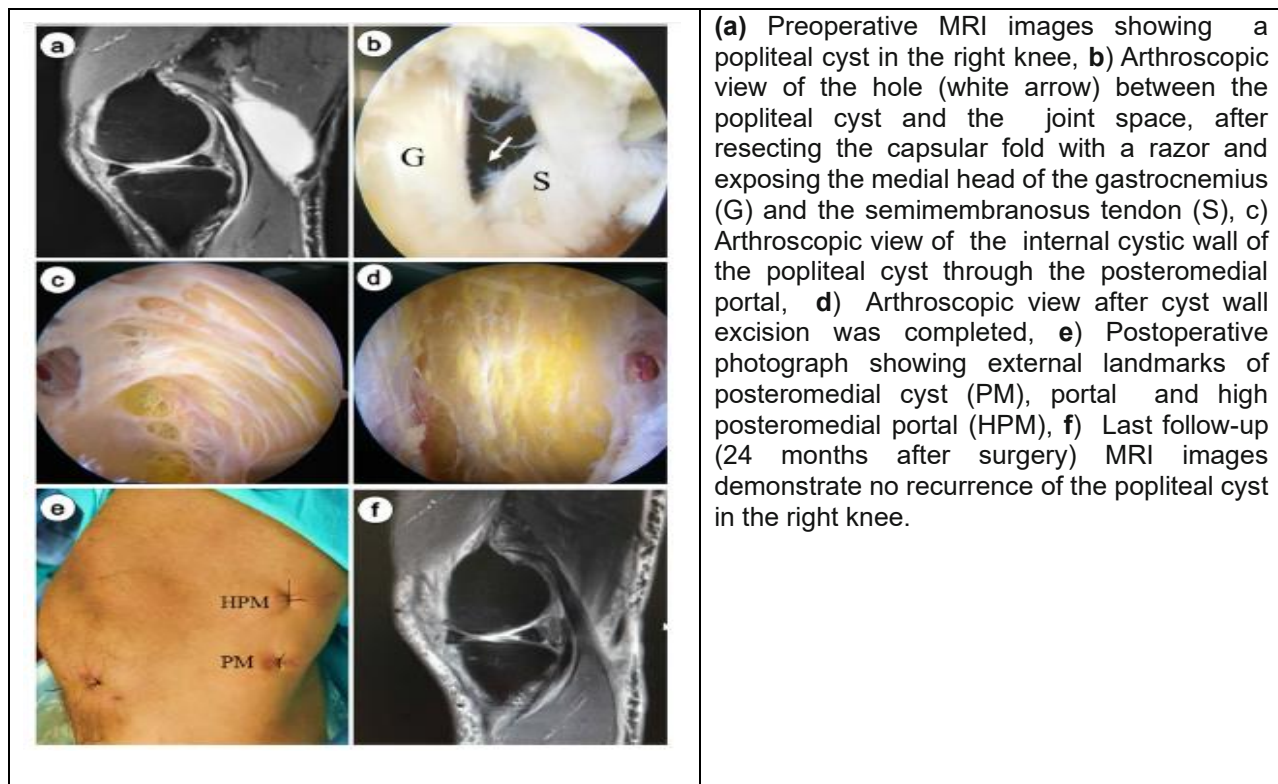 a
b
G
S
c
d
e
HPM
PM
f
(a) Preoperative MRI images showing a
popliteal cyst in the right knee, b) Arthroscopic
view of the hole (white arrow) between the
popliteal cyst and the joint space, after
resecting the capsular fold with a razor and
exposing the medial head of the gastrocnemius
(G) and the semimembranosus tendon (S), c)
Arthroscopic view of the internal cystic wall of
the popliteal cyst through the posteromedial
portal, d) Arthroscopic view after cyst wall
excision was completed, e) Postoperative
photograph showing external landmarks of
posteromedial cyst (PM), portal and high
posteromedial portal (HPM), f) Last follow-up
(24 months after surgery) MRI images
demonstrate no recurrence of the popliteal cyst
in the right knee.